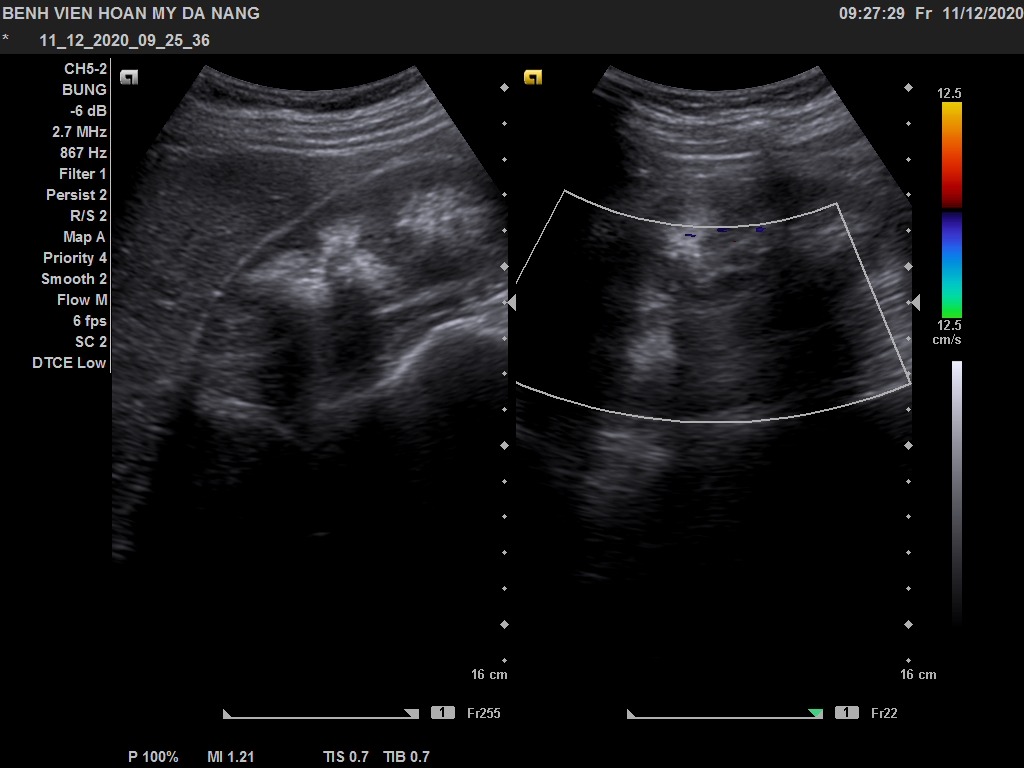 BENH VIEN HOAN MY DA NANG
09:27:29 Fr 11/12/2020
* 11_12_2020_09_25_36
CH5-2
BUNG
-6 dB
2.7 MHz
867 Hz
Filter 1
Persist 2
R/S 2
Map A
Priority 4
Smooth 2
Flow M
6 fps
SC 2
DTCE Low
12.5
12.5
cm/s
16 cm
16 cm
1 Fr255
1 Fr22
P 100% MI 1.21 TIS 0.7 TIB 0.7